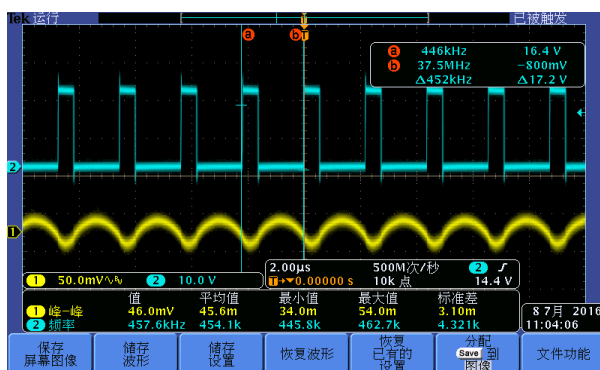 Tek 运行 已被触发
a b T
a 446kHz 16.4 V
b 37.5MHz −800mV
Δ452kHz Δ17.2 V
2
1
1 50.0mV 2 10.0 V
2.00μs 500M次/秒 2
T→▼0.00000 s 10k 点 14.4 V
值 平均值 最小值 最大值 标准差
1 峰–峰 46.0mV 45.6m 34.0m 54.0m 3.10m
2 频率 457.6kHz 454.1k 445.8k 462.7k 4.321k
8 7月 2016
11:04:06
保存
屏幕图像
储存
波形
储存
设置
恢复波形
恢复
已有的
设置
分配
Save 到
图像
文件功能